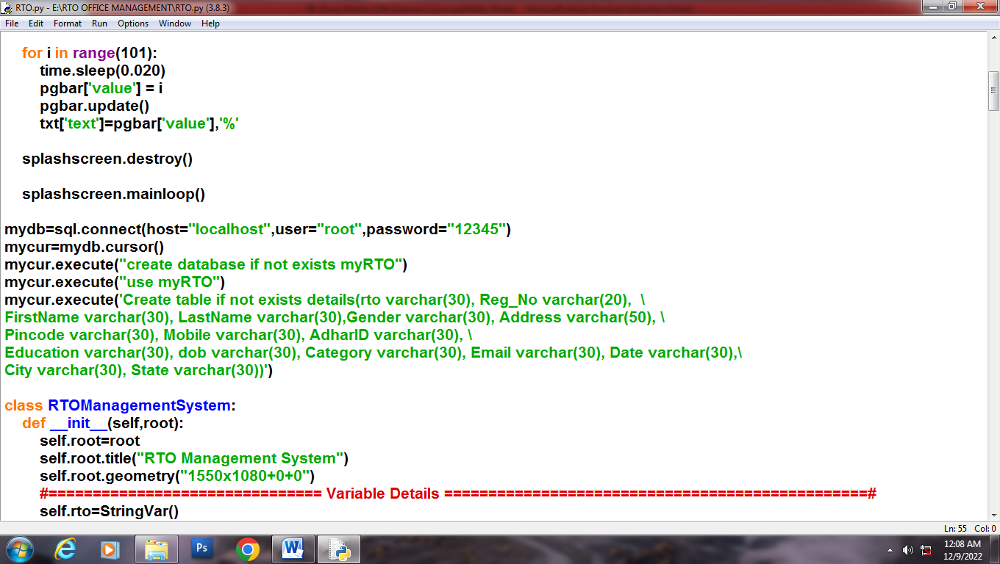 RTO.py - E:\RTO OFFICE MANAGEMENT\RTO.py (3.8.3)
File Edit Format Run Options Window Help
for i in range(101):
time.sleep(0.020)
pgbar['value'] = i
pgbar.update()
txt['text']=pgbar['value'],'%'
splashscreen.destroy()
splashscreen.mainloop()
mydb=sql.connect(host="localhost",user="root",password="12345")
mycur=mydb.cursor()
mycur.execute("create database if not exists myRTO")
mycur.execute("use myRTO")
mycur.execute('Create table if not exists details(rto varchar(30), Reg_No varchar(20),  \
FirstName varchar(30), LastName varchar(30),Gender varchar(30), Address varchar(50), \
Pincode varchar(30), Mobile varchar(30), AdharID varchar(30), \
Education varchar(30), dob varchar(30), Category varchar(30), Email varchar(30), Date varchar(30),\
City varchar(30), State varchar(30))')
class RTOManagementSystem:
def __init__(self,root):
self.root=root
self.root.title("RTO Management System")
self.root.geometry("1550x1080+0+0")
#=============================== Variable Details ================================================#
self.rto=StringVar()
Ln: 55 Col: 0
Ps
W
12:08 AM
12/9/2022